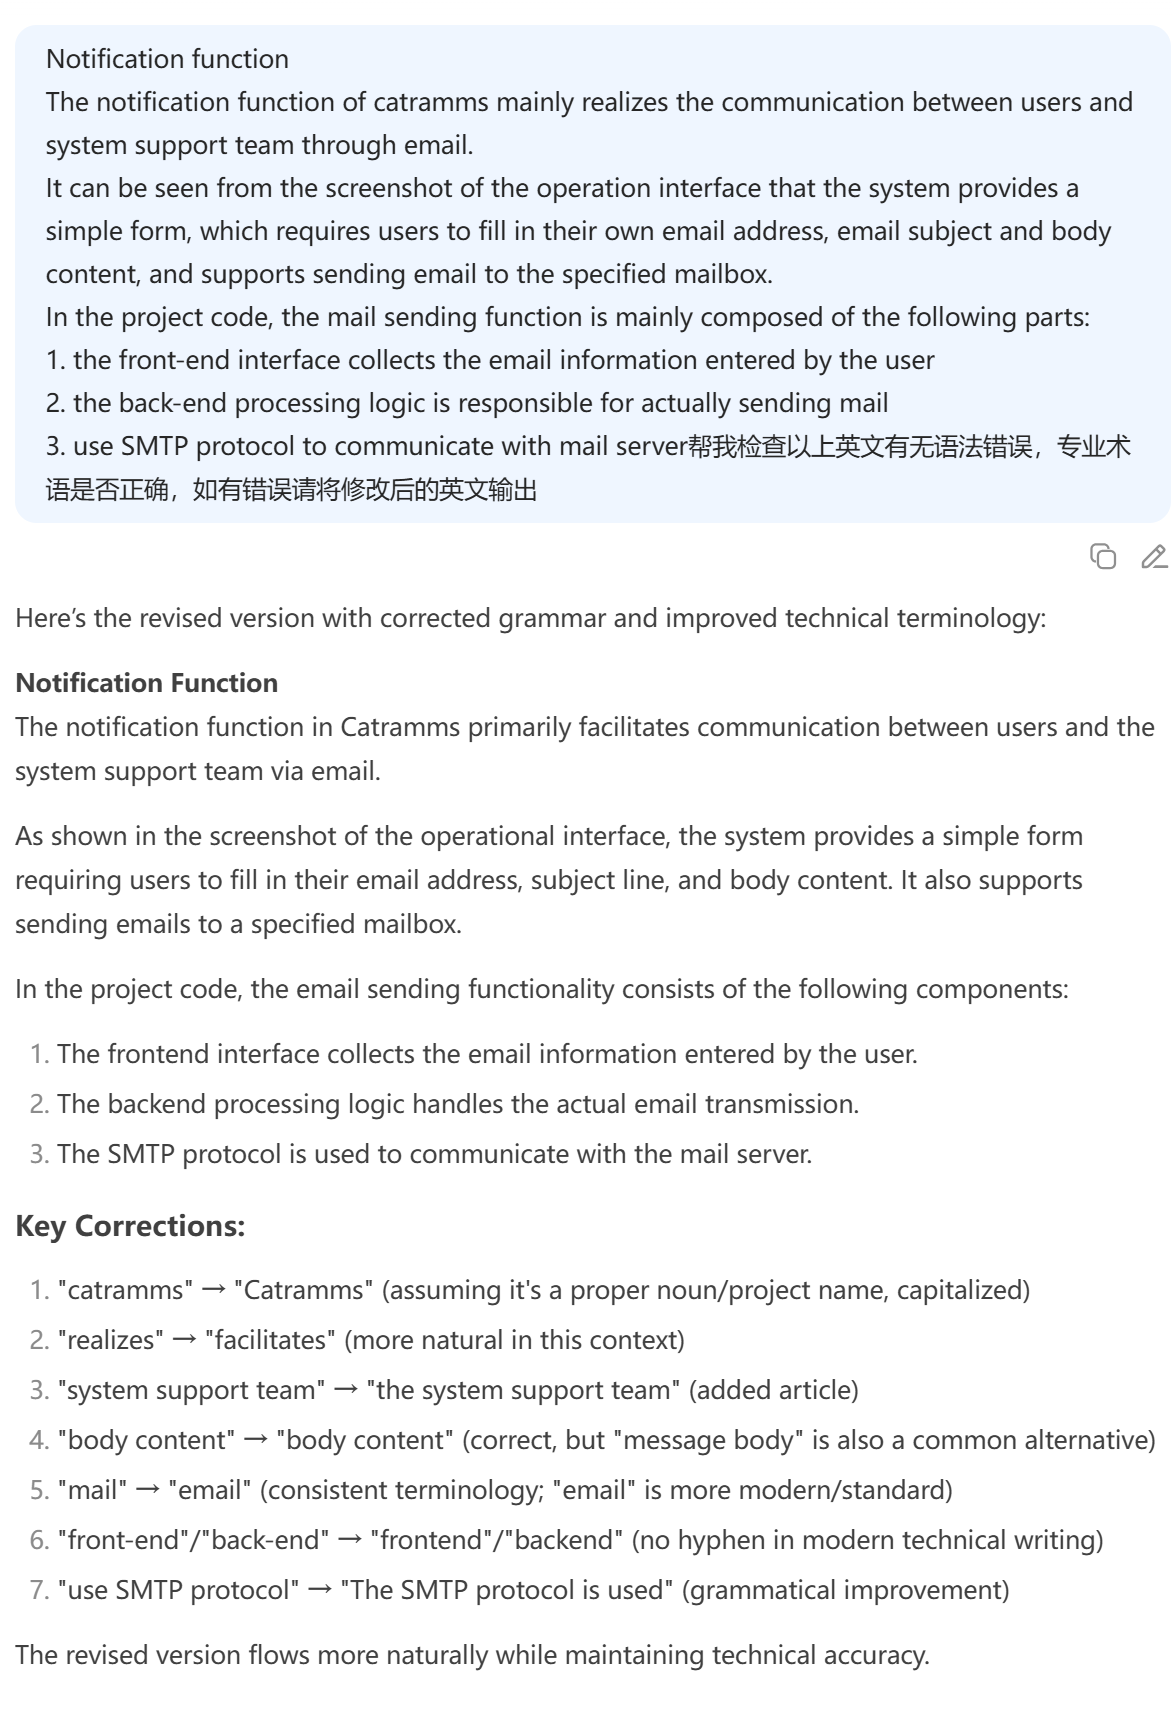 Notification function
The notification function of catramms mainly realizes the communication between users and
system support team through email.
It can be seen from the screenshot of the operation interface that the system provides a
simple form, which requires users to fill in their own email address, email subject and body
content, and supports sending email to the specified mailbox.
In the project code, the mail sending function is mainly composed of the following parts:
1. the front-end interface collects the email information entered by the user
2. the back-end processing logic is responsible for actually sending mail
3. use SMTP protocol to communicate with mail server帮我检查以上英文有无语法错误，专业术
语是否正确，如有错误请将修改后的英文输出
Here’s the revised version with corrected grammar and improved technical terminology:
Notification Function
The notification function in Catramms primarily facilitates communication between users and the
system support team via email.
As shown in the screenshot of the operational interface, the system provides a simple form
requiring users to fill in their email address, subject line, and body content. It also supports
sending emails to a specified mailbox.
In the project code, the email sending functionality consists of the following components:
1. The frontend interface collects the email information entered by the user.
2. The backend processing logic handles the actual email transmission.
3. The SMTP protocol is used to communicate with the mail server.
Key Corrections:
1. "catramms" → "Catramms" (assuming it's a proper noun/project name, capitalized)
2. "realizes" → "facilitates" (more natural in this context)
3. "system support team" → "the system support team" (added article)
4. "body content" → "body content" (correct, but "message body" is also a common alternative)
5. "mail" → "email" (consistent terminology; "email" is more modern/standard)
6. "front-end"/"back-end" → "frontend"/"backend" (no hyphen in modern technical writing)
7. "use SMTP protocol" → "The SMTP protocol is used" (grammatical improvement)
The revised version flows more naturally while maintaining technical accuracy.